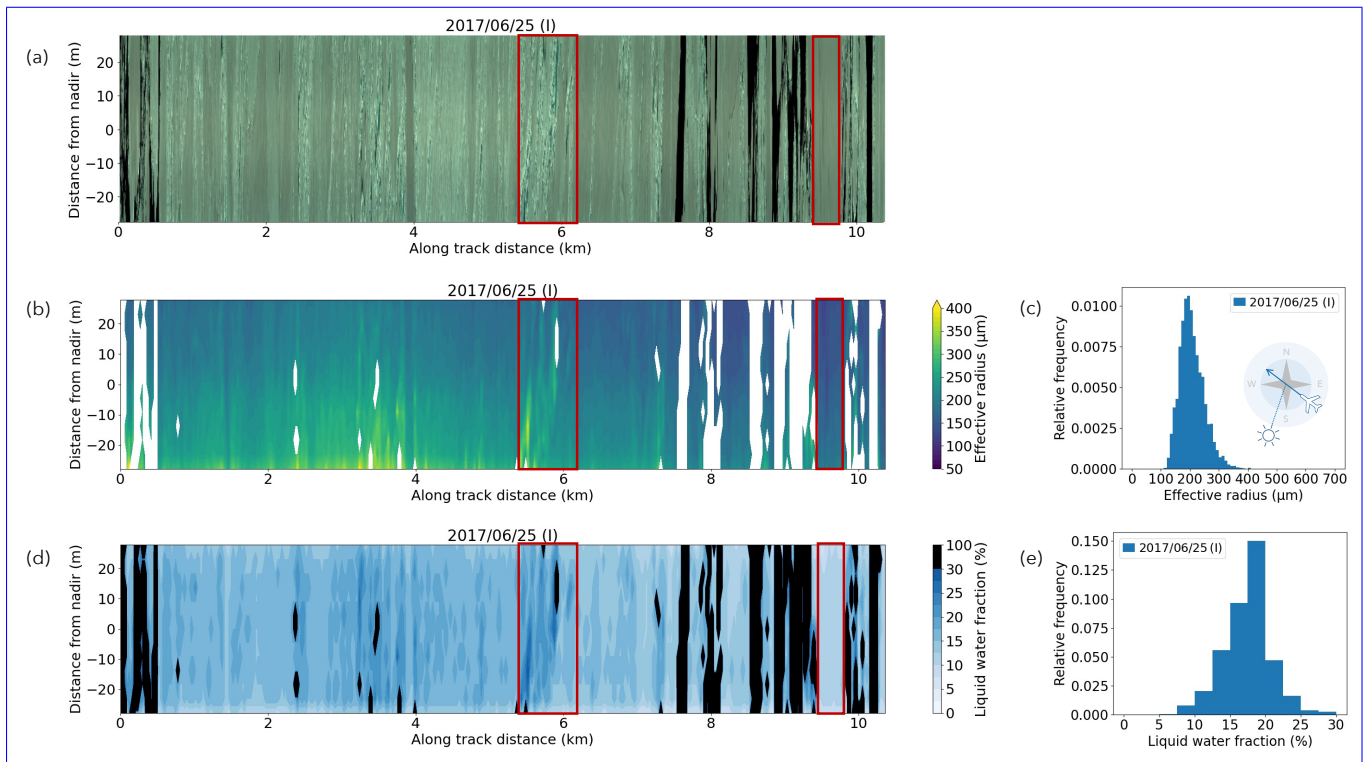 (a)
2017/06/25 (I)
Distance from nadir (m)
20
10
0
−10
−20
0 2 4 6 8 10
Along track distance (km)
(b)
2017/06/25 (I)
Distance from nadir (m)
20
10
0
−10
−20
0 2 4 6 8 10
Along track distance (km)
400
350
300
250
200
150
100
50
Effective radius (μm)
(c)
2017/06/25 (I)
Relative frequency
0.0100
0.0075
0.0050
0.0025
0.0000
N
W E
S
0 100 200 300 400 500 600 700
Effective radius (μm)
(d)
2017/06/25 (I)
Distance from nadir (m)
20
10
0
−10
−20
0 2 4 6 8 10
Along track distance (km)
100
30
25
20
15
10
5
0
Liquid water fraction (%)
(e)
2017/06/25 (I)
Relative frequency
0.150
0.125
0.100
0.075
0.050
0.025
0.000
0 5 10 15 20 25 30
Liquid water fraction (%)